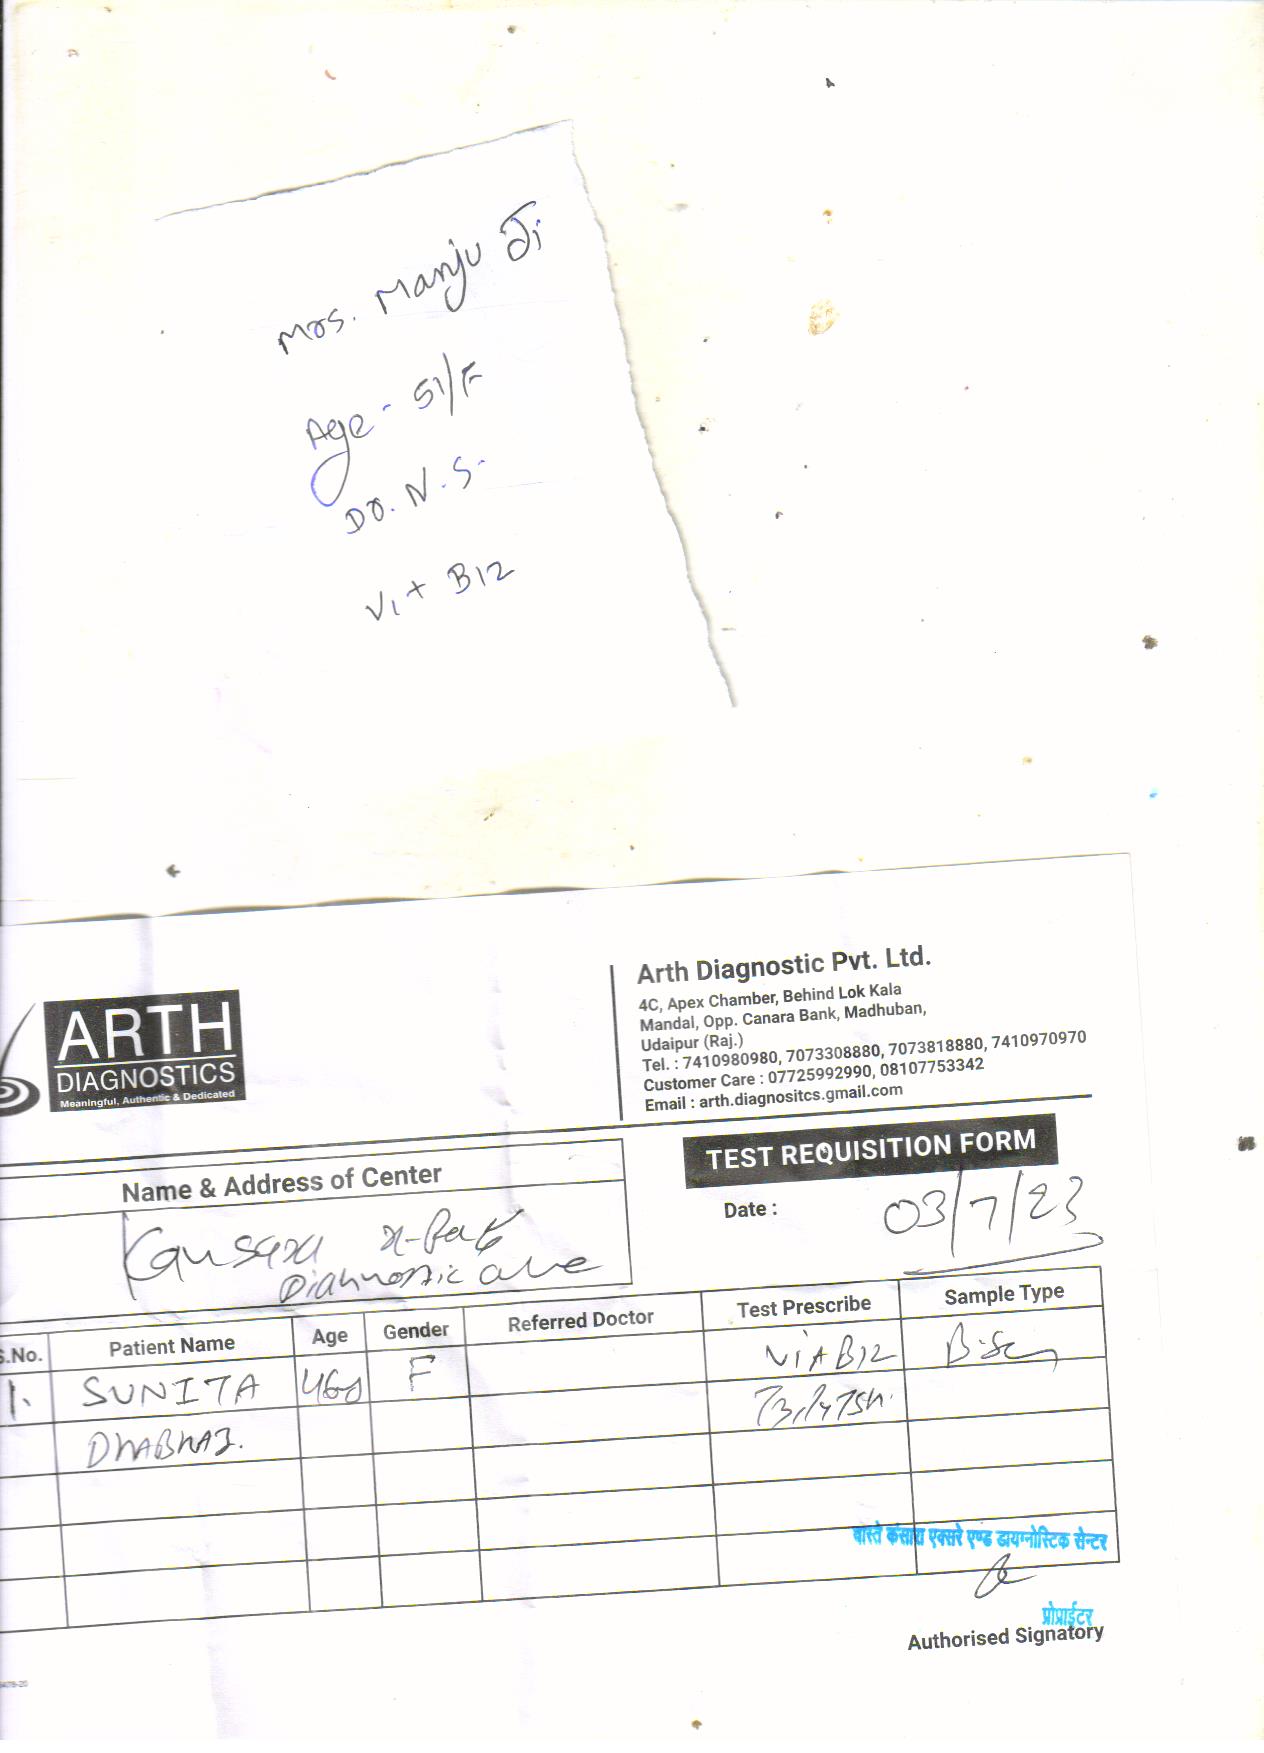 Mrs. Manju Ji
Age - 51/F
Dr. N. S.
Vit B12
ARTH
DIAGNOSTICS
Meaningful, Authentic & Dedicated
Arth Diagnostic Pvt. Ltd.
4C, Apex Chamber, Behind Lok Kala
Mandal, Opp. Canara Bank, Madhuban,
Udaipur (Raj.)
Tel. : 7410980980, 7073308880, 7073818880, 7410970970
Customer Care : 07725992990, 08107753342
Email : arth.diagnositcs.gmail.com
TEST REQUISITION FORM
Name & Address of Center
Date : 03/7/23
Diagnostic
S.No. Patient Name Age Gender Referred Doctor Test Prescribe Sample Type
1. SUNITA F Vit B12
DHABHAI. TSH
वास्ते कंसारा एक्सरे एण्ड डायग्नोस्टिक सेन्टर
प्रोप्राईटर
Authorised Signatory